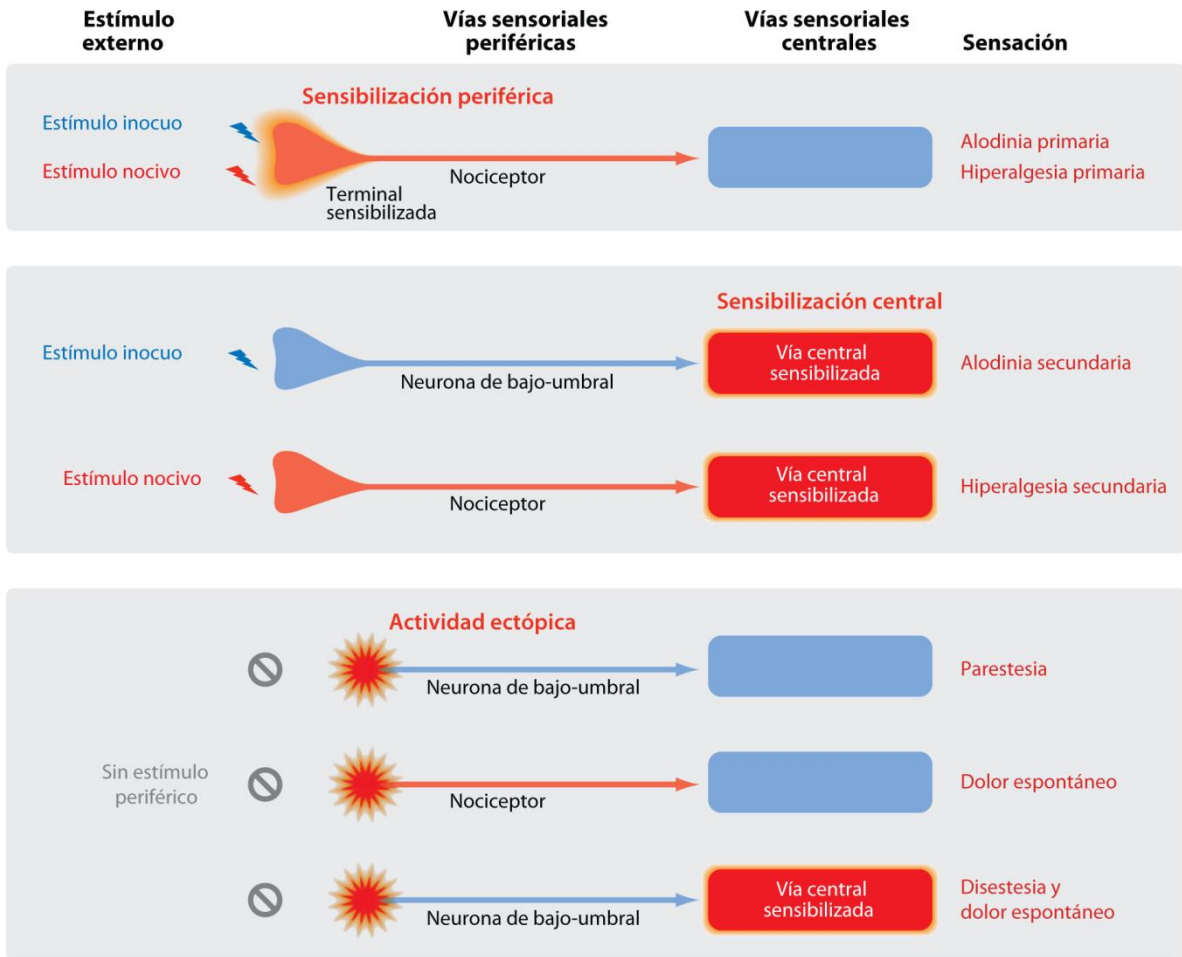 Estímulo
externo
Vías sensoriales
periféricas
Vías sensoriales
centrales
Sensación
Sensibilización periférica
Estímulo inocuo
Estímulo nocivo
Terminal
sensibilizada
Nociceptor
Alodinia primaria
Hiperalgesia primaria
Sensibilización central
Estímulo inocuo
Neurona de bajo-umbral
Vía central
sensibilizada
Alodinia secundaria
Estímulo nocivo
Nociceptor
Vía central
sensibilizada
Hiperalgesia secundaria
Actividad ectópica
Neurona de bajo-umbral
Parestesia
Sin estímulo
periférico
Nociceptor
Dolor espontáneo
Neurona de bajo-umbral
Vía central
sensibilizada
Disestesia y
dolor espontáneo